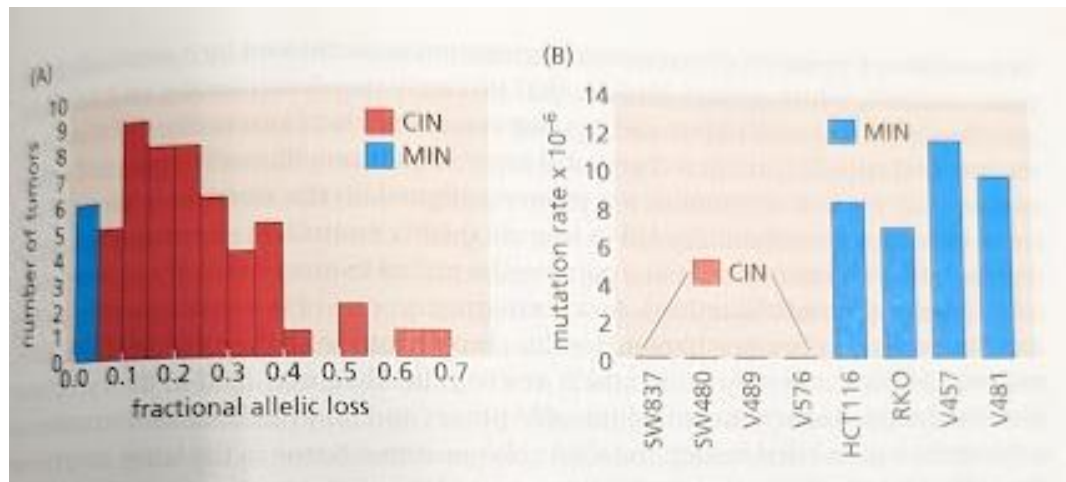 (A)
number of tumors
10
9
8
7
6
5
4
3
2
1
0
CIN
MIN
0.0 0.1 0.2 0.3 0.4 0.5 0.6 0.7
fractional allelic loss
(B)
mutation rate x 10⁻⁶
14
12
10
8
6
4
2
0
MIN
CIN
SW837
SW480
V489
V576
HCT116
RKO
V457
V481